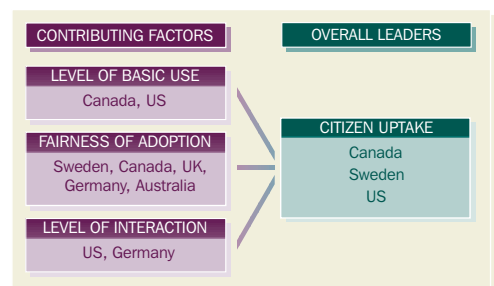 CONTRIBUTING FACTORS
OVERALL LEADERS
LEVEL OF BASIC USE
Canada, US
FAIRNESS OF ADOPTION
Sweden, Canada, UK,
Germany, Australia
LEVEL OF INTERACTION
US, Germany
CITIZEN UPTAKE
Canada
Sweden
US